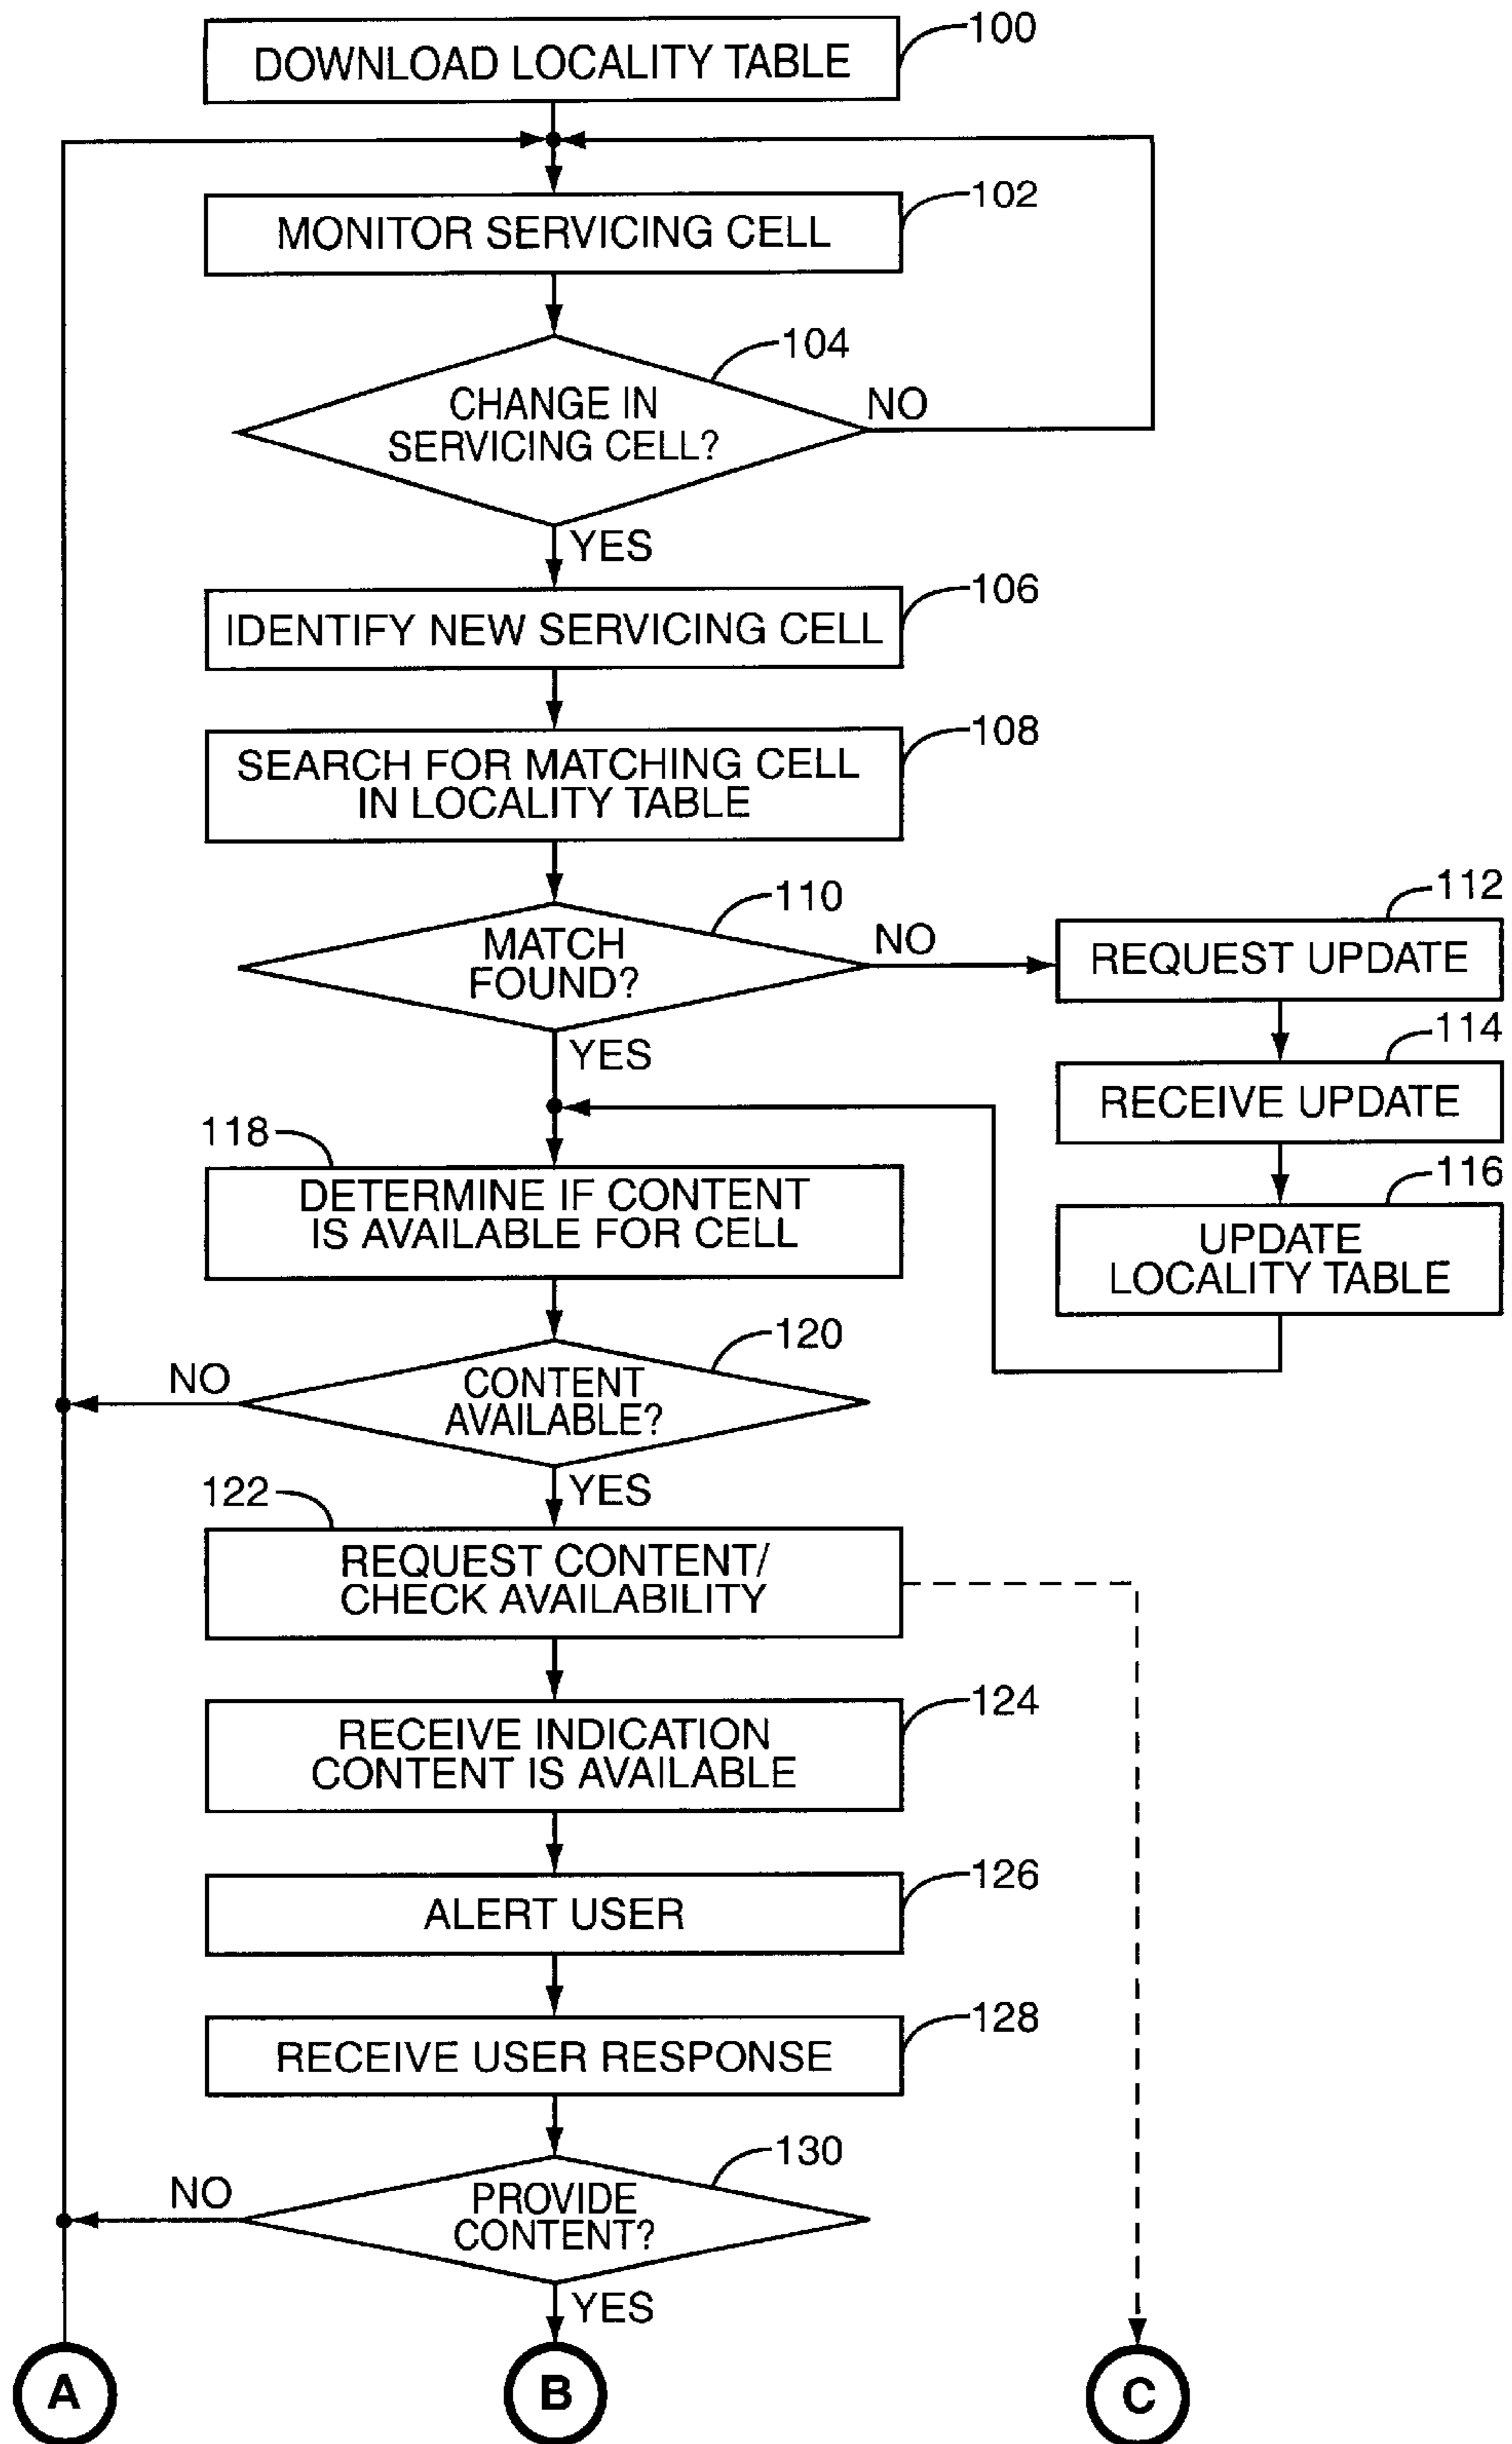 DOWNLOAD LOCALITY TABLE
100
MONITOR SERVICING CELL
102
104
CHANGE IN
SERVICING CELL?
NO
YES
IDENTIFY NEW SERVICING CELL
106
SEARCH FOR MATCHING CELL
IN LOCALITY TABLE
108
110
MATCH
FOUND?
NO
YES
112
REQUEST UPDATE
114
RECEIVE UPDATE
116
UPDATE
LOCALITY TABLE
118
DETERMINE IF CONTENT
IS AVAILABLE FOR CELL
120
CONTENT
AVAILABLE?
NO
YES
122
REQUEST CONTENT/
CHECK AVAILABILITY
124
RECEIVE INDICATION
CONTENT IS AVAILABLE
126
ALERT USER
128
RECEIVE USER RESPONSE
130
PROVIDE
CONTENT?
NO
YES
A
B
C